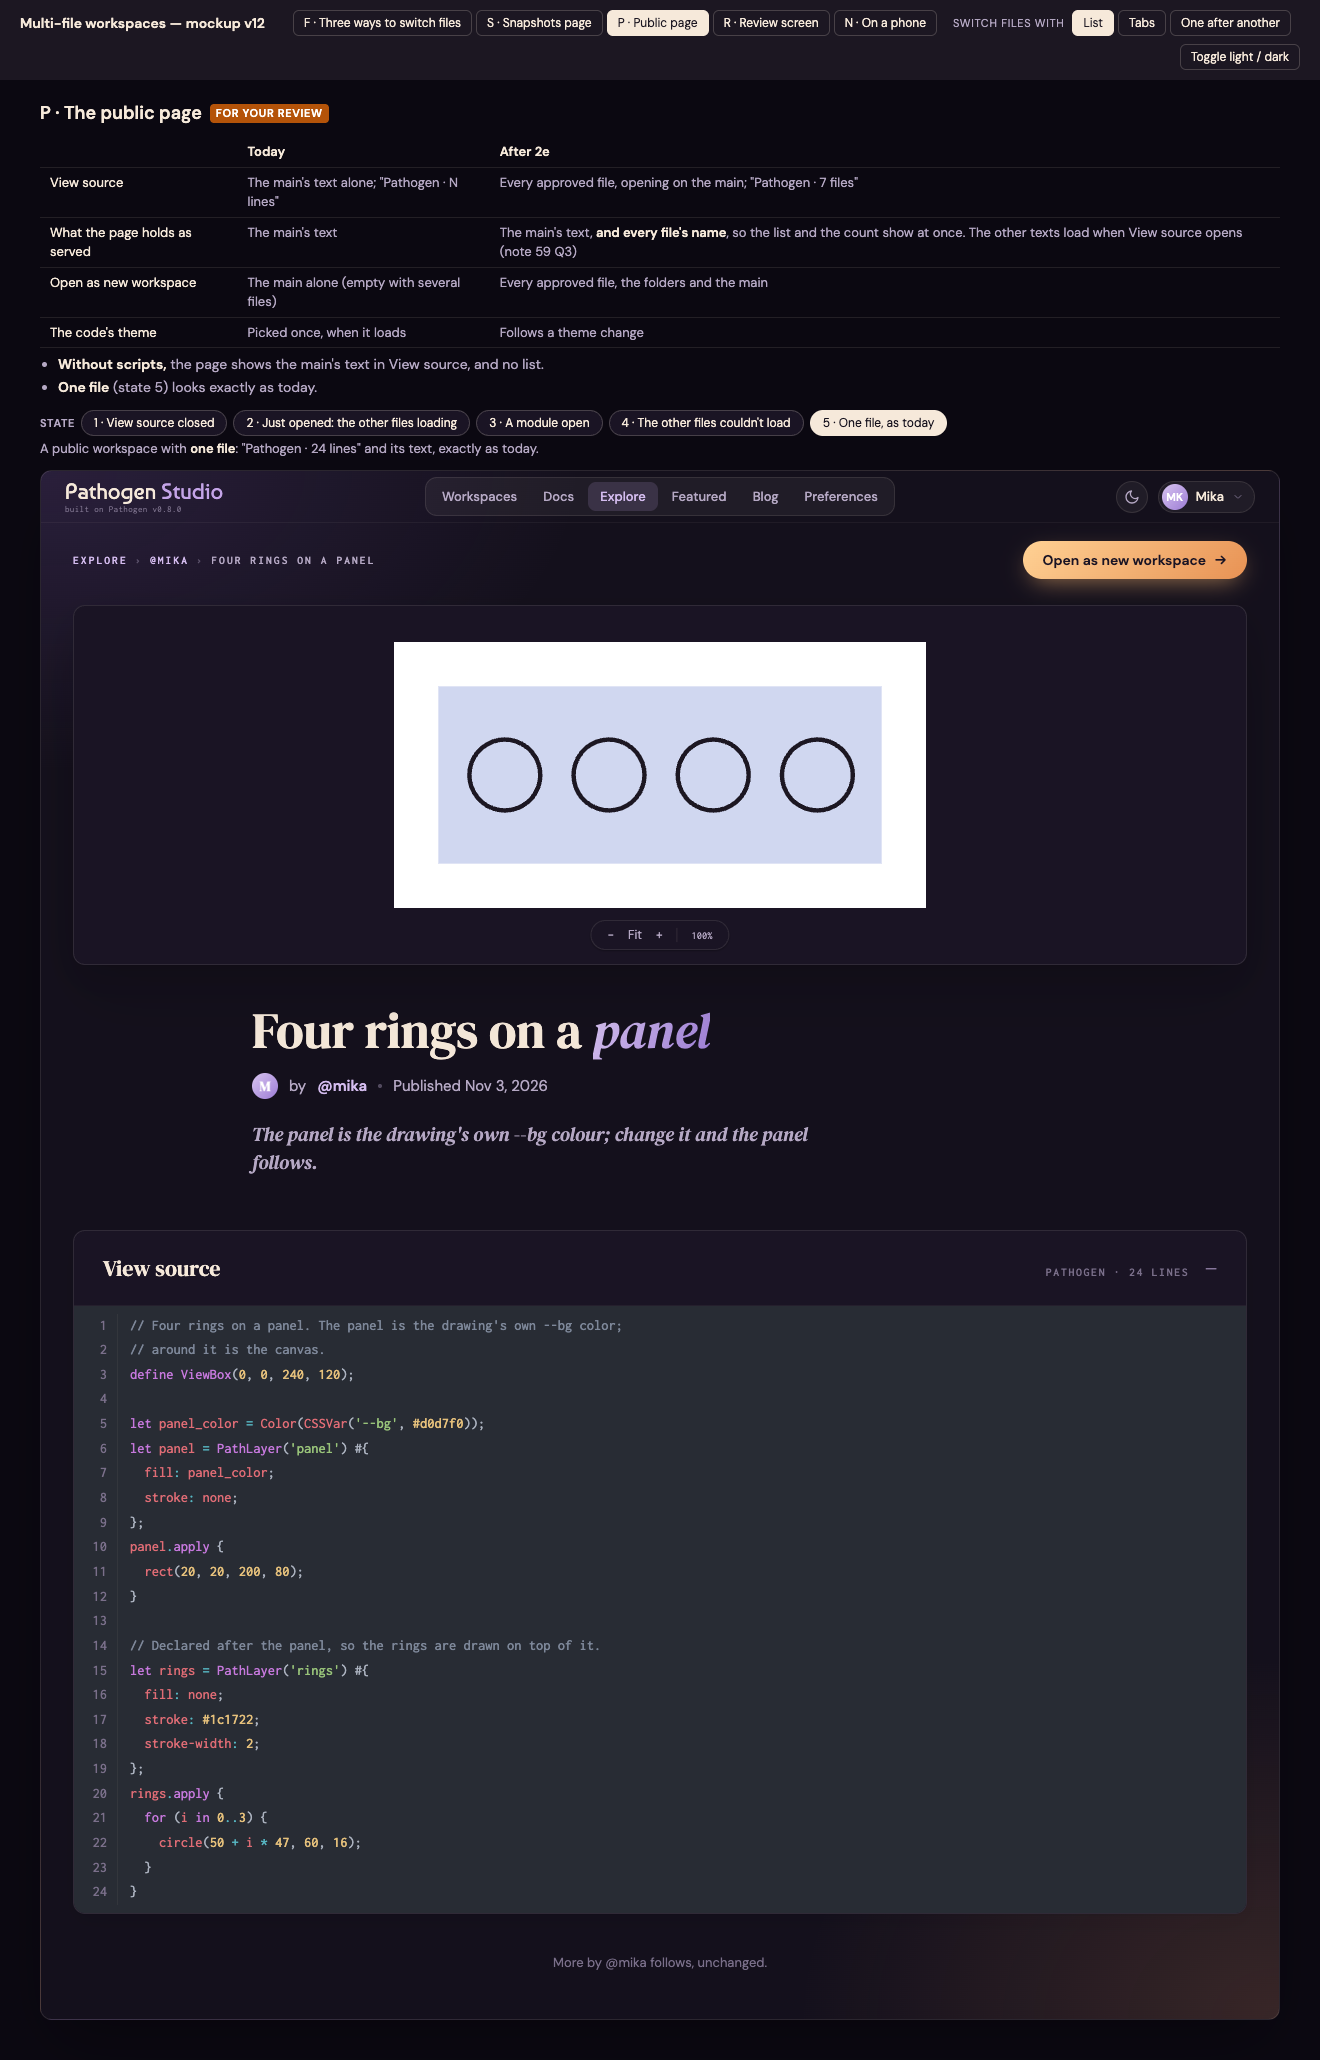 Multi-file workspaces — mockup v12
F · Three ways to switch files
S · Snapshots page
P · Public page
R · Review screen
N · On a phone
SWITCH FILES WITH
List
Tabs
One after another
Toggle light / dark
P · The public page
FOR YOUR REVIEW
Today
After 2e
View source
The main's text alone; "Pathogen · N
lines"
Every approved file, opening on the main; "Pathogen · 7 files"
What the page holds as
served
The main's text
The main's text, and every file's name, so the list and the count show at once. The other texts load when View source opens
(note 59 Q3)
Open as new workspace
The main alone (empty with several
files)
Every approved file, the folders and the main
The code's theme
Picked once, when it loads
Follows a theme change
• Without scripts, the page shows the main's text in View source, and no list.
• One file (state 5) looks exactly as today.
STATE
1 · View source closed
2 · Just opened: the other files loading
3 · A module open
4 · The other files couldn't load
5 · One file, as today
A public workspace with one file: "Pathogen · 24 lines" and its text, exactly as today.
Pathogen Studio
built on Pathogen v0.8.0
Workspaces
Docs
Explore
Featured
Blog
Preferences
MK
Mika
EXPLORE › @MIKA › FOUR RINGS ON A PANEL
Open as new workspace →
− Fit + 100%
Four rings on a panel
M by @mika • Published Nov 3, 2026
The panel is the drawing's own --bg colour; change it and the panel
follows.
View source
PATHOGEN · 24 LINES −
1 // Four rings on a panel. The panel is the drawing's own --bg color;
2 // around it is the canvas.
3 define ViewBox(0, 0, 240, 120);
4
5 let panel_color = Color(CSSVar('--bg', #d0d7f0));
6 let panel = PathLayer('panel') #{
7   fill: panel_color;
8   stroke: none;
9 };
10 panel.apply {
11   rect(20, 20, 200, 80);
12 }
13
14 // Declared after the panel, so the rings are drawn on top of it.
15 let rings = PathLayer('rings') #{
16   fill: none;
17   stroke: #1c1722;
18   stroke-width: 2;
19 };
20 rings.apply {
21   for (i in 0..3) {
22     circle(50 + i * 47, 60, 16);
23   }
24 }
More by @mika follows, unchanged.